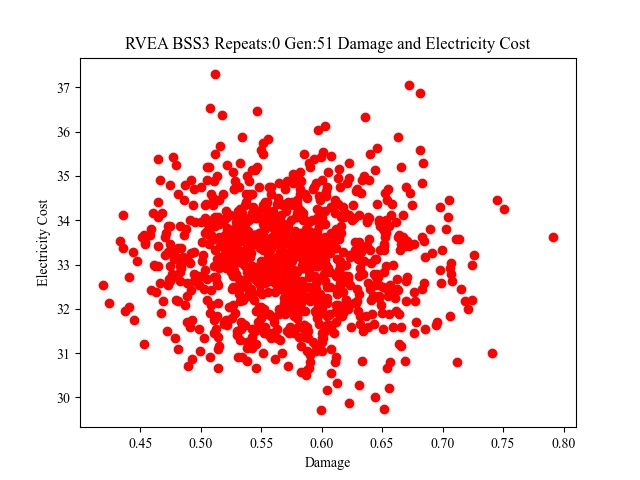 RVEA BSS3 Repeats:0 Gen:51 Damage and Electricity Cost
37
36
35
34
33
32
31
30
Electricity Cost
0.45 0.50 0.55 0.60 0.65 0.70 0.75 0.80
Damage